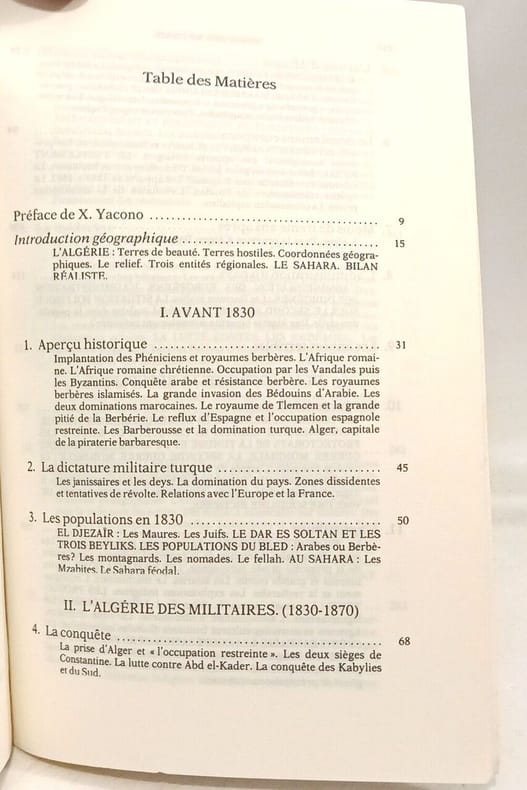 Table des Matières
Préface de X. Yacono ........................................ 9
Introduction géographique ................................... 15
L'ALGÉRIE : Terres de beauté. Terres hostiles. Coordonnées géogra-
phiques. Le relief. Trois entités régionales. LE SAHARA. BILAN
RÉALISTE.
I. AVANT 1830
1. Aperçu historique ........................................ 31
Implantation des Phéniciens et royaumes berbères. L'Afrique romai-
ne. L'Afrique romaine chrétienne. Occupation par les Vandales puis
les Byzantins. Conquête arabe et résistance berbère. Les royaumes
berbères islamisés. La grande invasion des Bédouins d'Arabie. Les
deux dominations marocaines. Le royaume de Tlemcen et la grande
pitié de la Berbérie. Le reflux d'Espagne et l'occupation espagnole
restreinte. Les Barberousse et la domination turque. Alger, capitale
de la piraterie barbaresque.
2. La dictature militaire turque ............................ 45
Les janissaires et les deys. La domination du pays. Zones dissidentes
et tentatives de révolte. Relations avec l'Europe et la France.
3. Les populations en 1830 .................................. 50
EL DJEZAÏR : Les Maures. Les Juifs. LE DAR ES SOLTAN ET LES
TROIS BEYLIKS. LES POPULATIONS DU BLED : Arabes ou Berbè-
res? Les montagnards. Les nomades. Le fellah. AU SAHARA : Les
Mzabites. Le Sahara féodal.
II. L'ALGÉRIE DES MILITAIRES. (1830-1870)
4. La conquête .............................................. 68
La prise d'Alger et « l'occupation restreinte ». Les deux sièges de
Constantine. La lutte contre Abd el-Kader. La conquête des Kabylies
et du Sud.